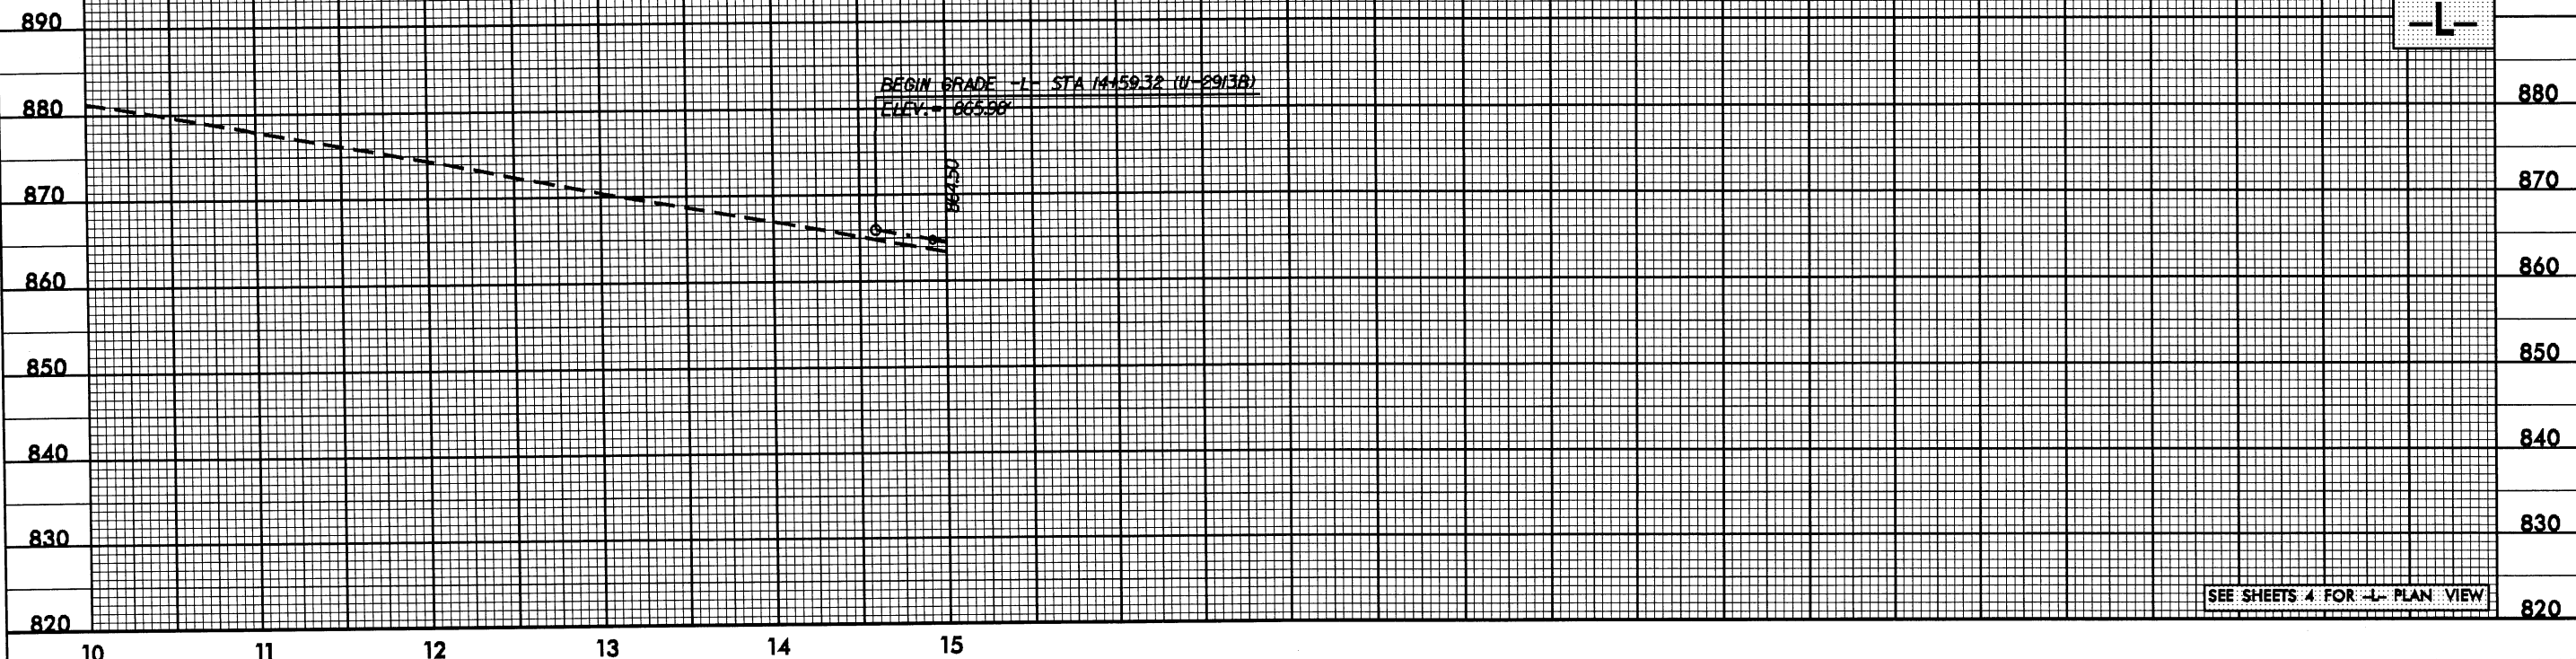 890
-L-
BEGIN GRADE -L- STA 14+59.32 (U-2913B)
ELEV. = 865.98'
880 880
864.50
870 870
860 860
850 850
840 840
830 830
SEE SHEETS 4 FOR -L- PLAN VIEW
820 820
10 11 12 13 14 15